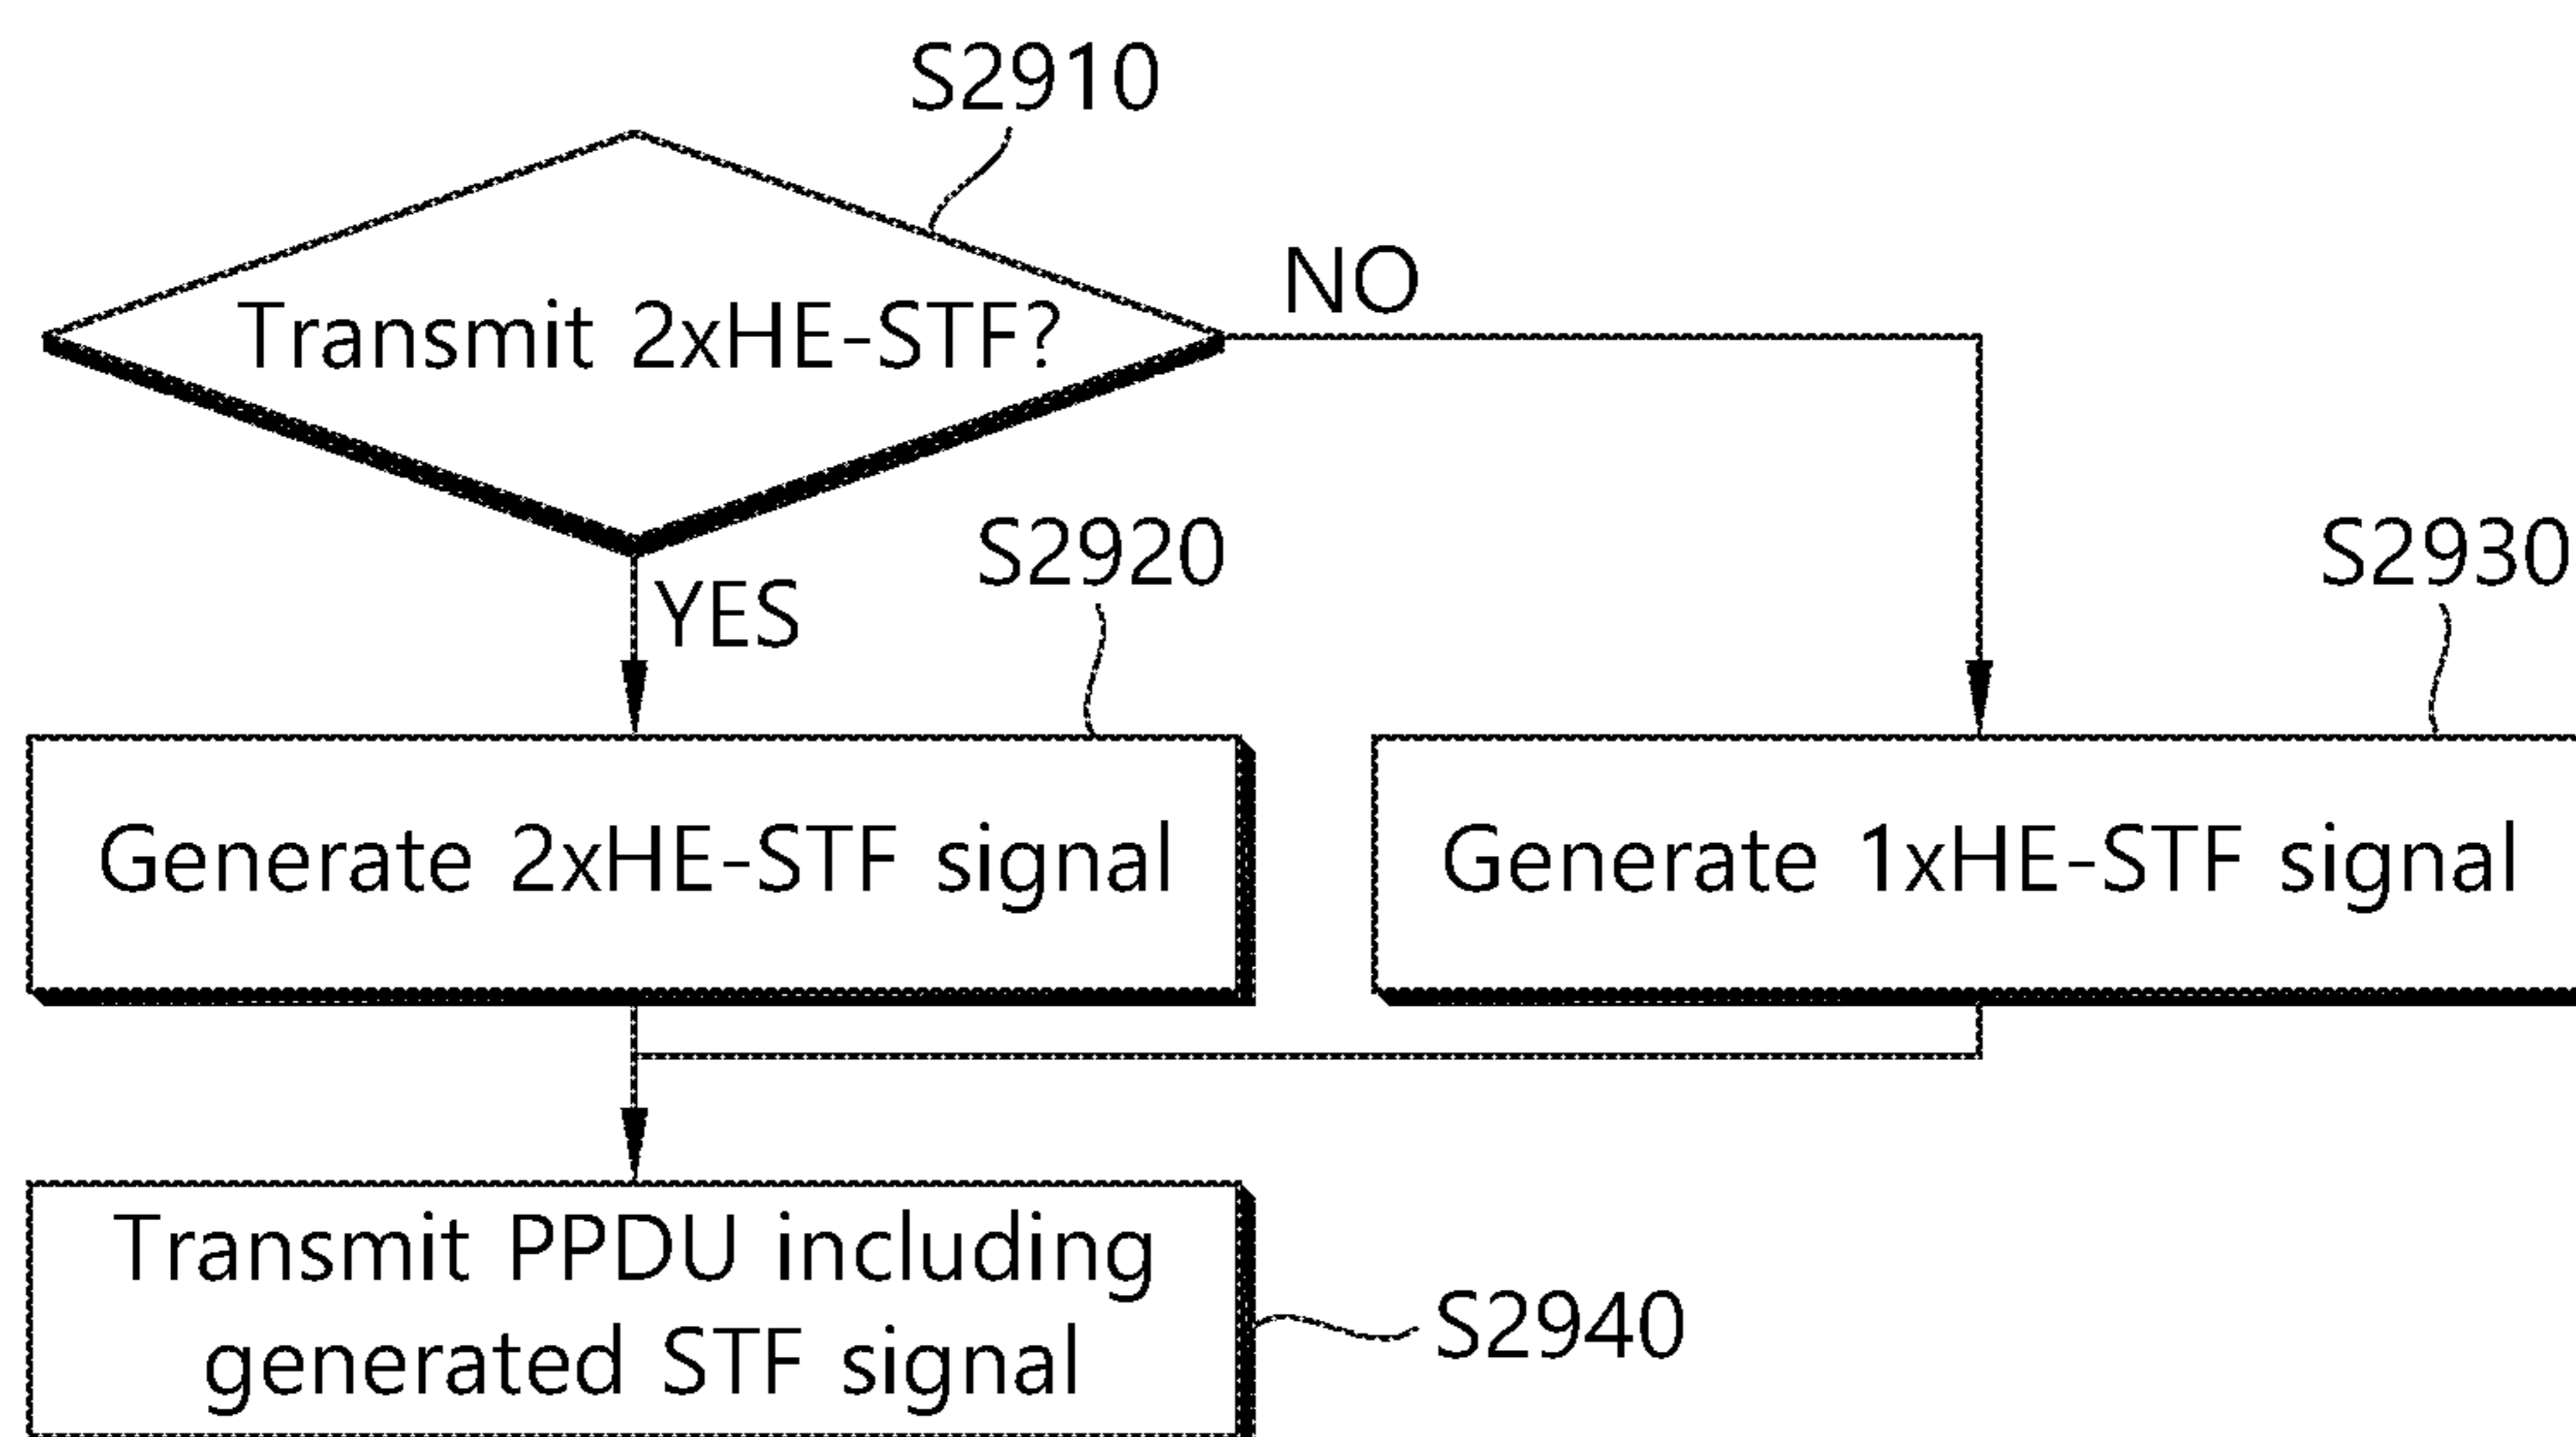 S2910
Transmit 2xHE-STF?
NO
YES
S2920
S2930
Generate 2xHE-STF signal
Generate 1xHE-STF signal
Transmit PPDU including
generated STF signal
S2940